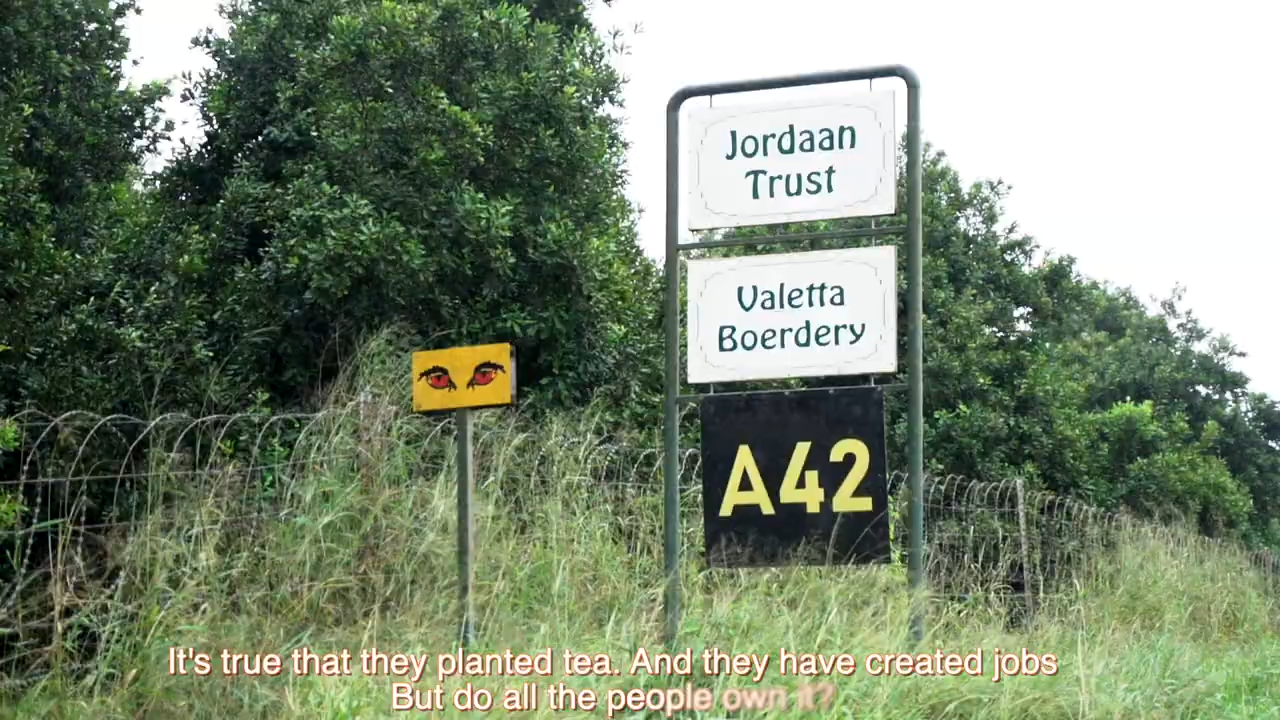 Jordaan
Trust
Valetta
Boerdery
A42
It's true that they planted tea. And they have created jobs
But do all the people own it?